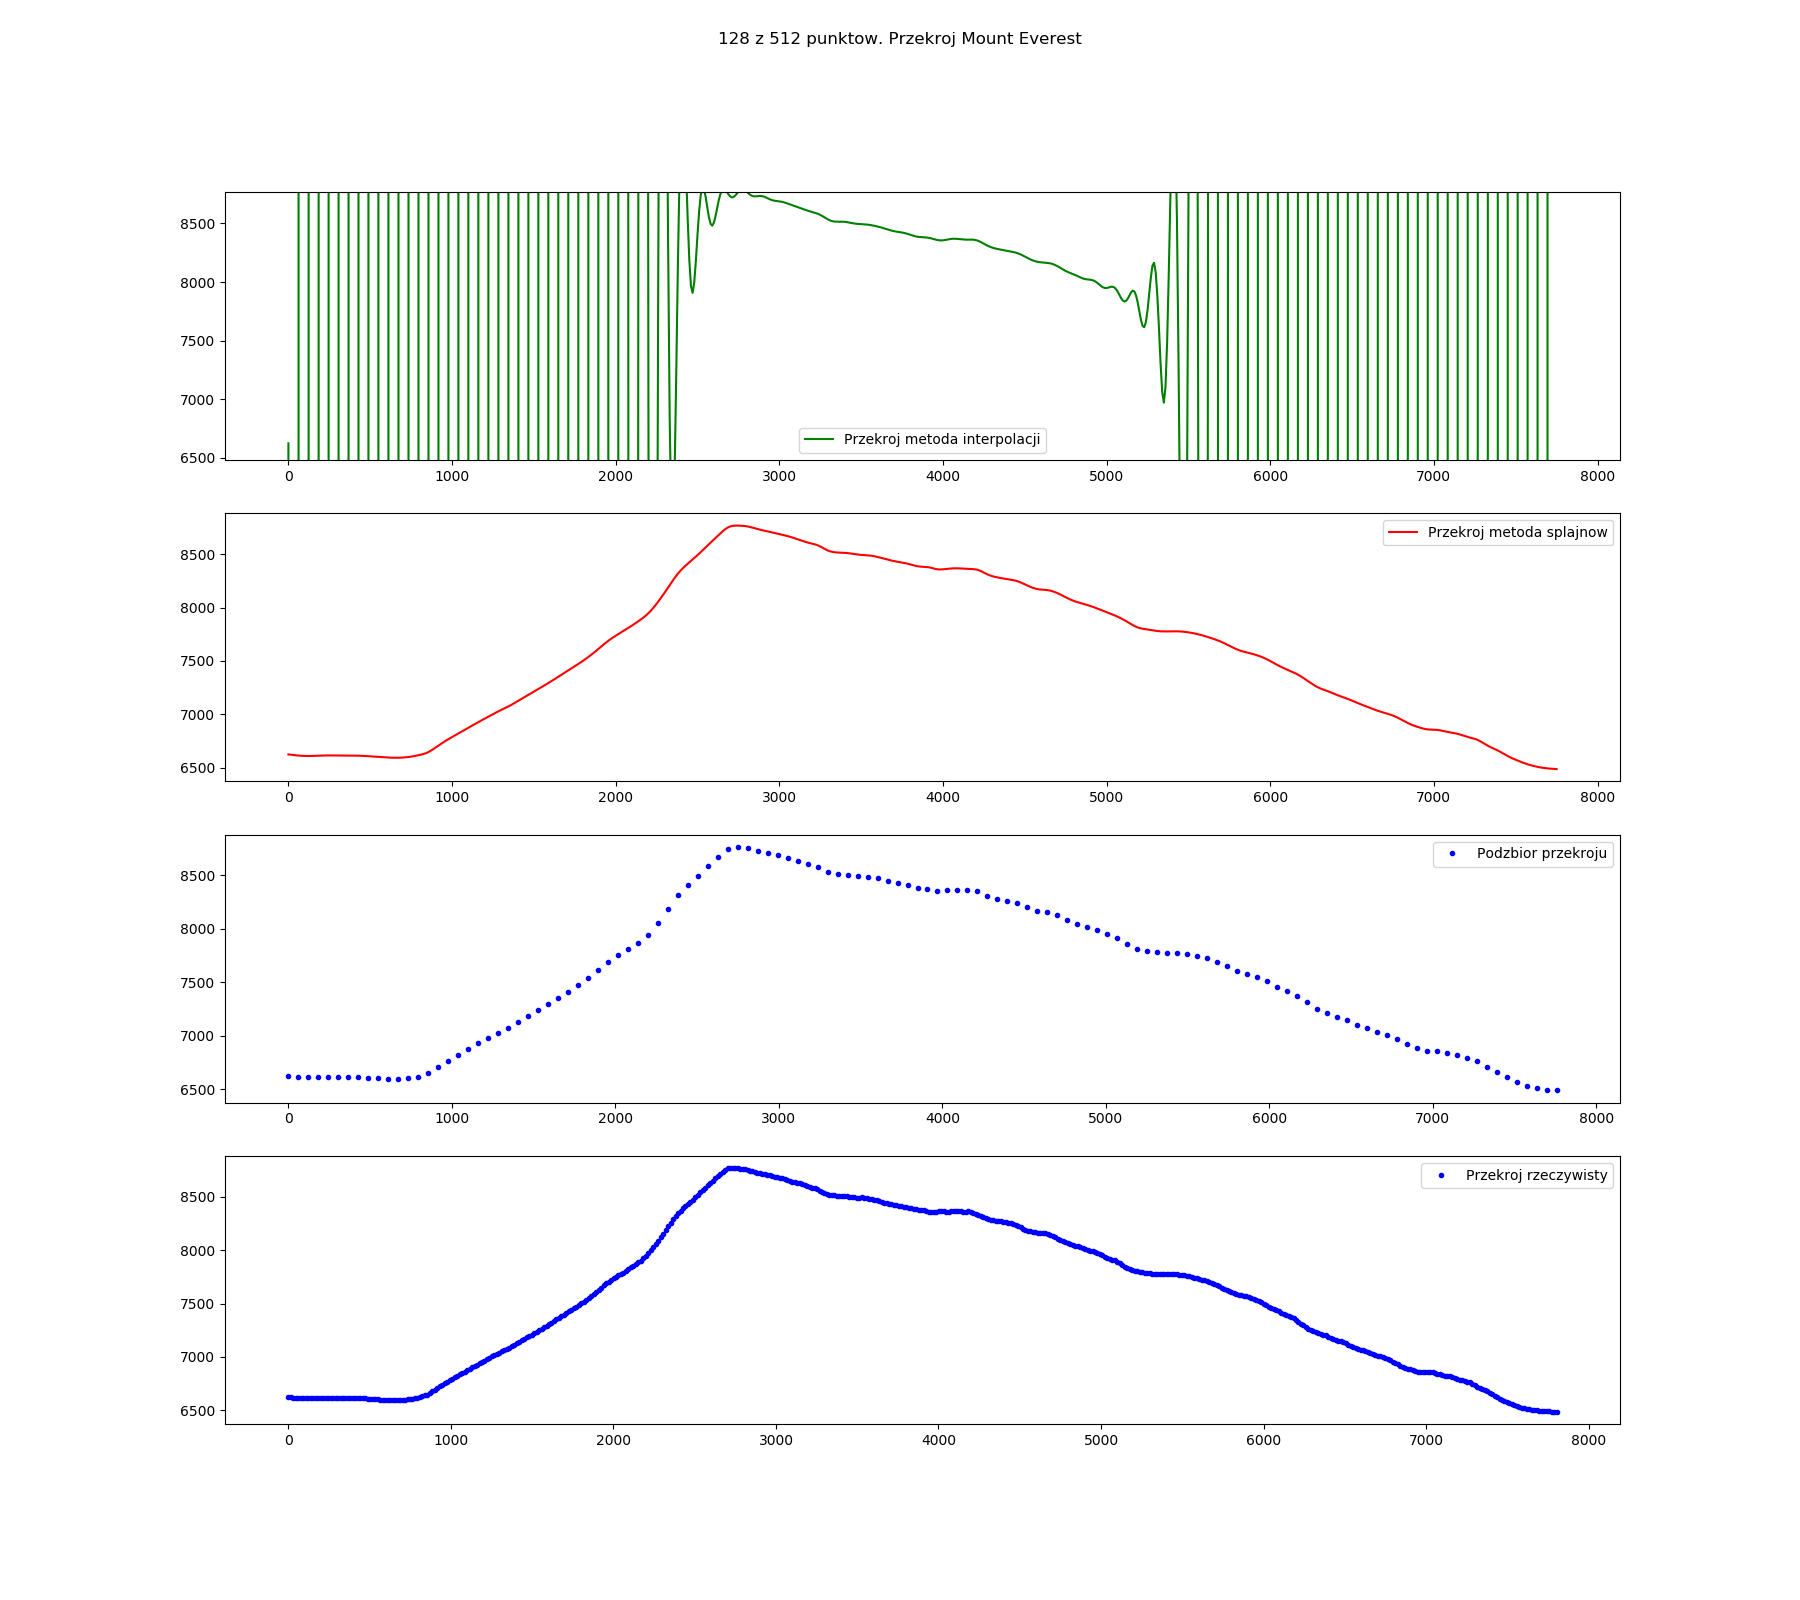 128 z 512 punktow. Przekroj Mount Everest
8500
8000
7500
7000
6500
Przekroj metoda interpolacji
0 1000 2000 3000 4000 5000 6000 7000 8000
8500
8000
7500
7000
6500
Przekroj metoda splajnow
0 1000 2000 3000 4000 5000 6000 7000 8000
8500
8000
7500
7000
6500
Podzbior przekroju
0 1000 2000 3000 4000 5000 6000 7000 8000
8500
8000
7500
7000
6500
Przekroj rzeczywisty
0 1000 2000 3000 4000 5000 6000 7000 8000